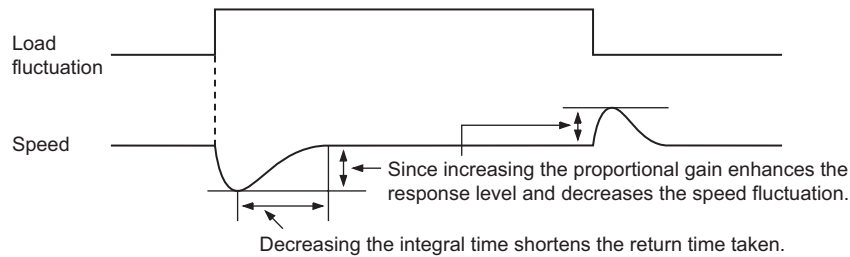 Load
fluctuation
Speed
Since increasing the proportional gain enhances the
response level and decreases the speed fluctuation.
Decreasing the integral time shortens the return time taken.